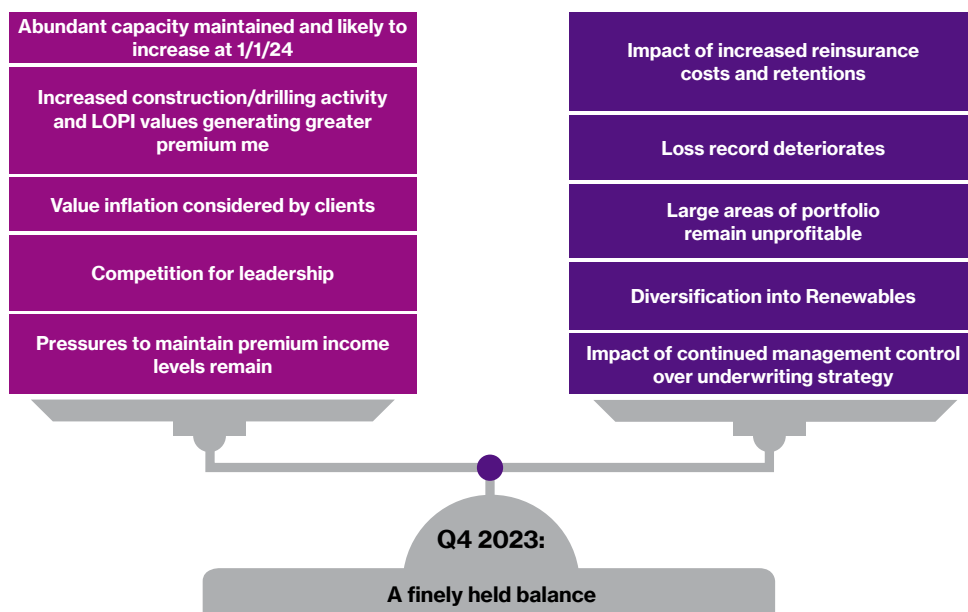 Abundant capacity maintained and likely to
increase at 1/1/24
Increased construction/drilling activity
and LOPI values generating greater
premium me
Value inflation considered by clients
Competition for leadership
Pressures to maintain premium income
levels remain
Impact of increased reinsurance
costs and retentions
Loss record deteriorates
Large areas of portfolio
remain unprofitable
Diversification into Renewables
Impact of continued management control
over underwriting strategy
Q4 2023:
A finely held balance